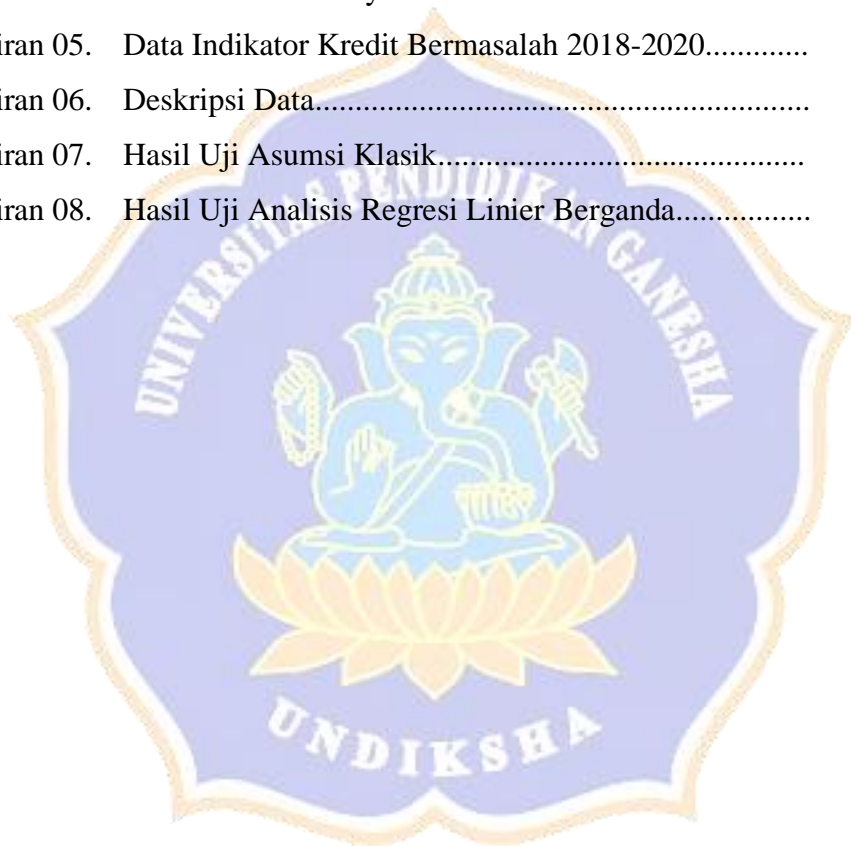 iran 05. Data Indikator Kredit Bermasalah 2018-2020.............
iran 06. Deskripsi Data........................................................
iran 07. Hasil Uji Asumsi Klasik..........................................
iran 08. Hasil Uji Analisis Regresi Linier Berganda................
UNIVERSITAS PENDIDIKAN GANESHA
UNDIKSHA